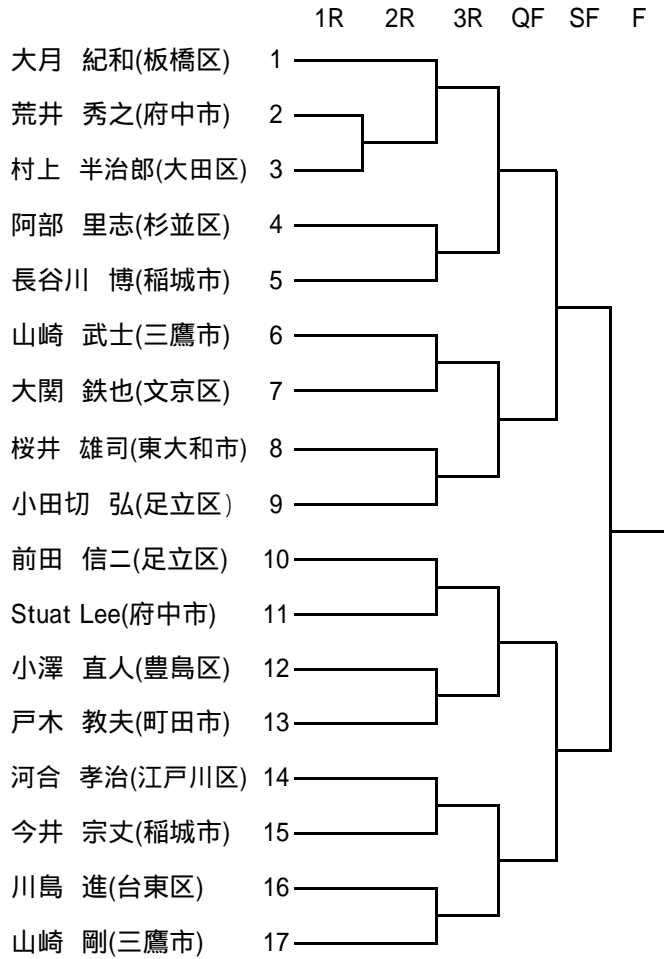 1R 2R 3R QF SF F
大月 紀和(板橋区) 1
荒井 秀之(府中市) 2
村上 半治郎(大田区) 3
阿部 里志(杉並区) 4
長谷川 博(稲城市) 5
山崎 武士(三鷹市) 6
大関 鉄也(文京区) 7
桜井 雄司(東大和市) 8
小田切 弘(足立区) 9
前田 信二(足立区) 10
Stuat Lee(府中市) 11
小澤 直人(豊島区) 12
戸木 教夫(町田市) 13
河合 孝治(江戸川区) 14
今井 宗丈(稲城市) 15
川島 進(台東区) 16
山崎 剛(三鷹市) 17